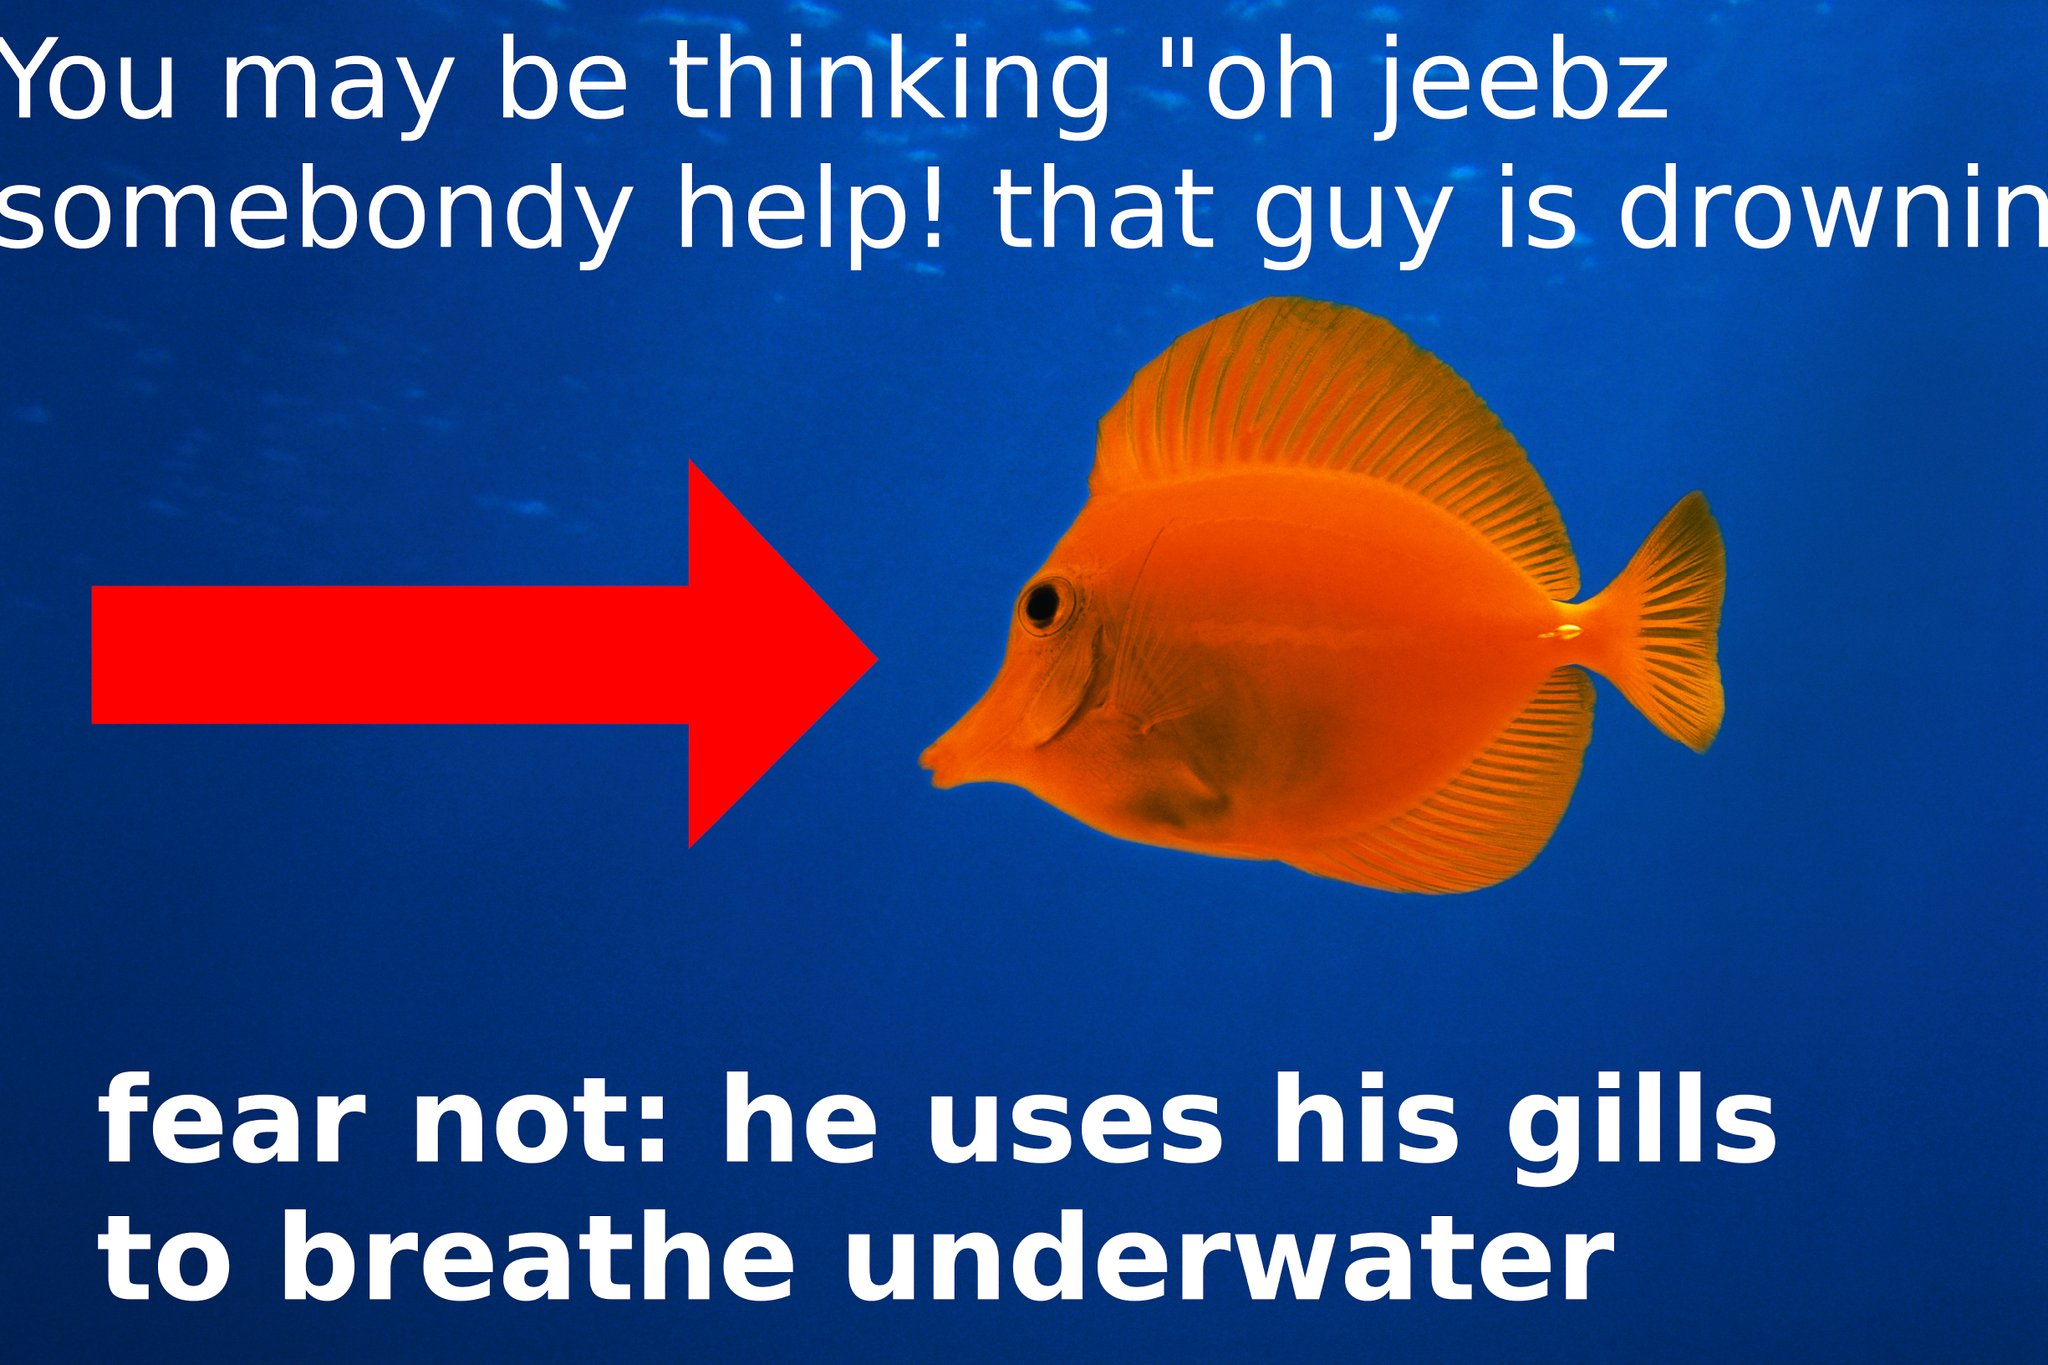 You may be thinking "oh jeebz
somebondy help! that guy is drownin
fear not: he uses his gills
to breathe underwater